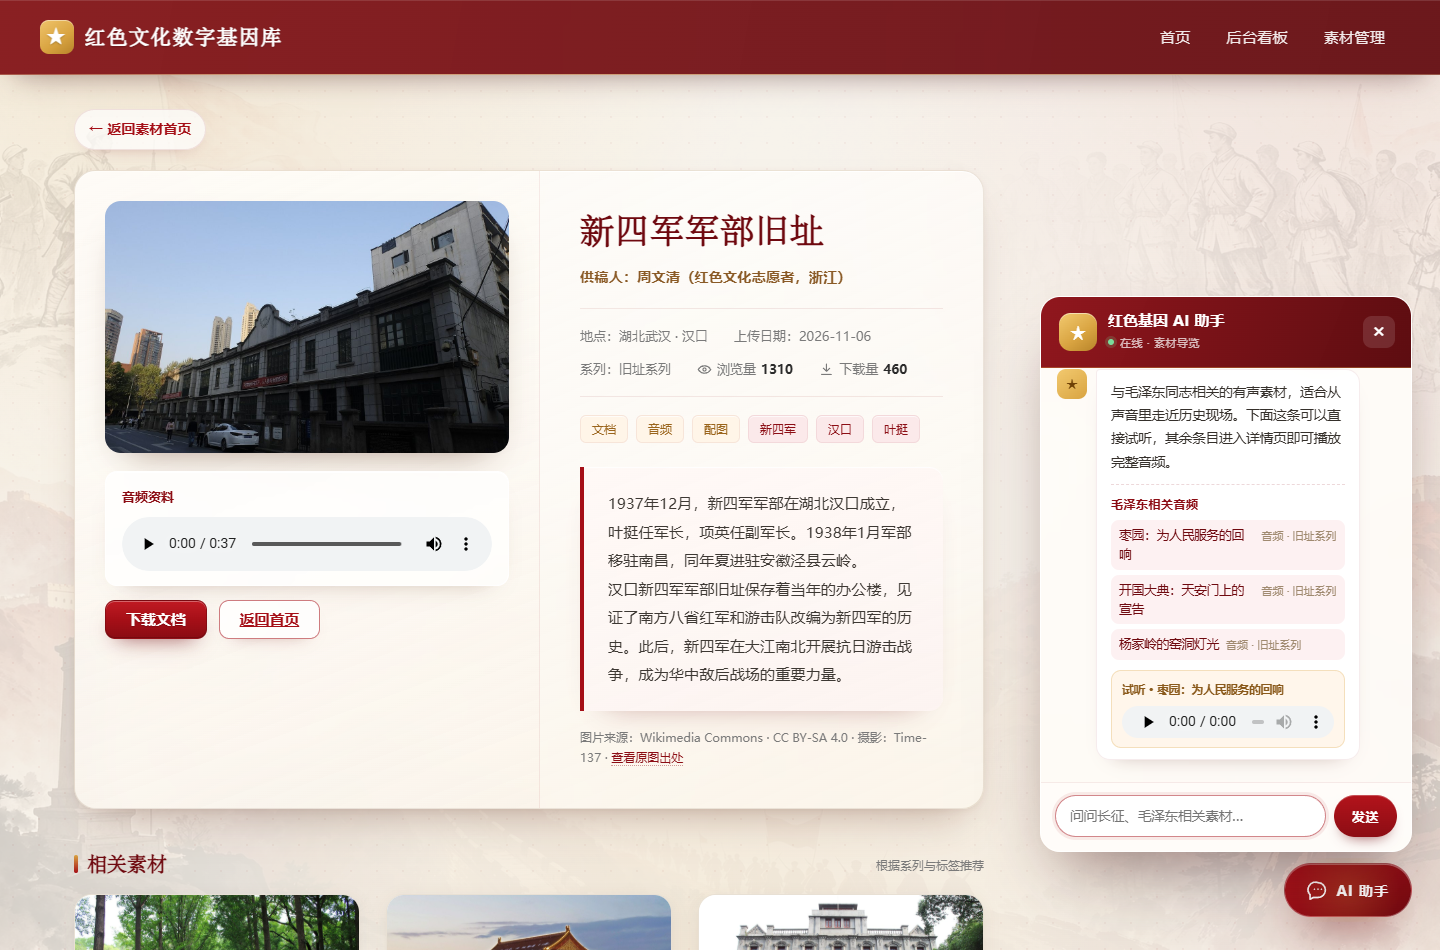 红色文化数字基因库
首页
后台看板
素材管理
← 返回素材首页
音频资料
0:00 / 0:37
下载文档
返回首页
新四军军部旧址
供稿人：周文清（红色文化志愿者，浙江）
地点：湖北武汉 · 汉口
上传日期：2026-11-06
系列：旧址系列
浏览量 1310
下载量 460
文档
音频
配图
新四军
汉口
叶挺
1937年12月，新四军军部在湖北汉口成立，
叶挺任军长，项英任副军长。1938年1月军部
移驻南昌，同年夏进驻安徽泾县云岭。
汉口新四军军部旧址保存着当年的办公楼，见
证了南方八省红军和游击队改编为新四军的历
史。此后，新四军在大江南北开展抗日游击战
争，成为华中敌后战场的重要力量。
图片来源：Wikimedia Commons · CC BY-SA 4.0 · 摄影：Time-
137 · 查看原图出处
相关素材
根据系列与标签推荐
红色基因 AI 助手
在线 · 素材导览
与毛泽东同志相关的有声素材，适合从
声音里走近历史现场。下面这条可以直
接试听，其余条目进入详情页即可播放
完整音频。
毛泽东相关音频
枣园：为人民服务的回
响
音频 · 旧址系列
开国大典：天安门上的
宣告
音频 · 旧址系列
杨家岭的窑洞灯光
音频 · 旧址系列
试听 · 枣园：为人民服务的回响
0:00 / 0:00
问问长征、毛泽东相关素材...
发送
AI 助手